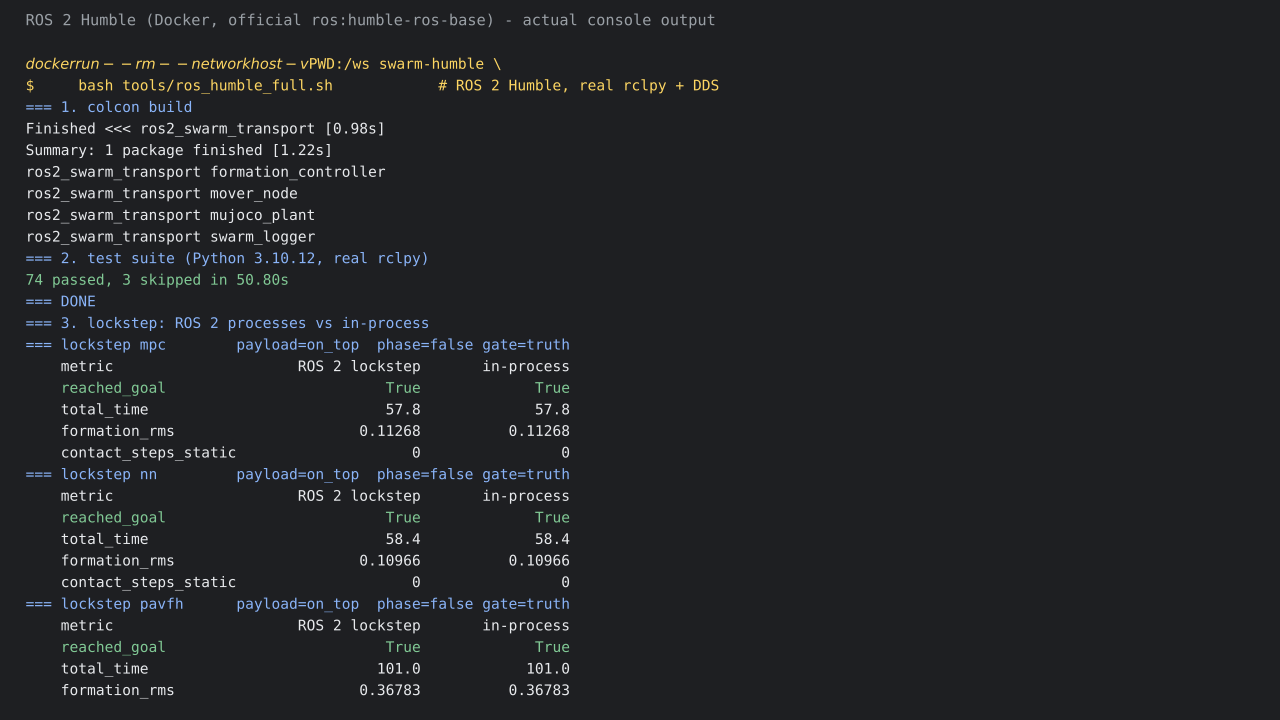 ROS 2 Humble (Docker, official ros:humble-ros-base) - actual console output
dockerrun−−rm−−networkhost−vPWD:/ws swarm-humble \
$     bash tools/ros_humble_full.sh            # ROS 2 Humble, real rclpy + DDS
=== 1. colcon build
Finished <<< ros2_swarm_transport [0.98s]
Summary: 1 package finished [1.22s]
ros2_swarm_transport formation_controller
ros2_swarm_transport mover_node
ros2_swarm_transport mujoco_plant
ros2_swarm_transport swarm_logger
=== 2. test suite (Python 3.10.12, real rclpy)
74 passed, 3 skipped in 50.80s
=== DONE
=== 3. lockstep: ROS 2 processes vs in-process
=== lockstep mpc        payload=on_top  phase=false gate=truth
    metric                     ROS 2 lockstep       in-process
    reached_goal                         True             True
    total_time                           57.8             57.8
    formation_rms                     0.11268          0.11268
    contact_steps_static                    0                0
=== lockstep nn         payload=on_top  phase=false gate=truth
    metric                     ROS 2 lockstep       in-process
    reached_goal                         True             True
    total_time                           58.4             58.4
    formation_rms                     0.10966          0.10966
    contact_steps_static                    0                0
=== lockstep pavfh      payload=on_top  phase=false gate=truth
    metric                     ROS 2 lockstep       in-process
    reached_goal                         True             True
    total_time                          101.0            101.0
    formation_rms                     0.36783          0.36783